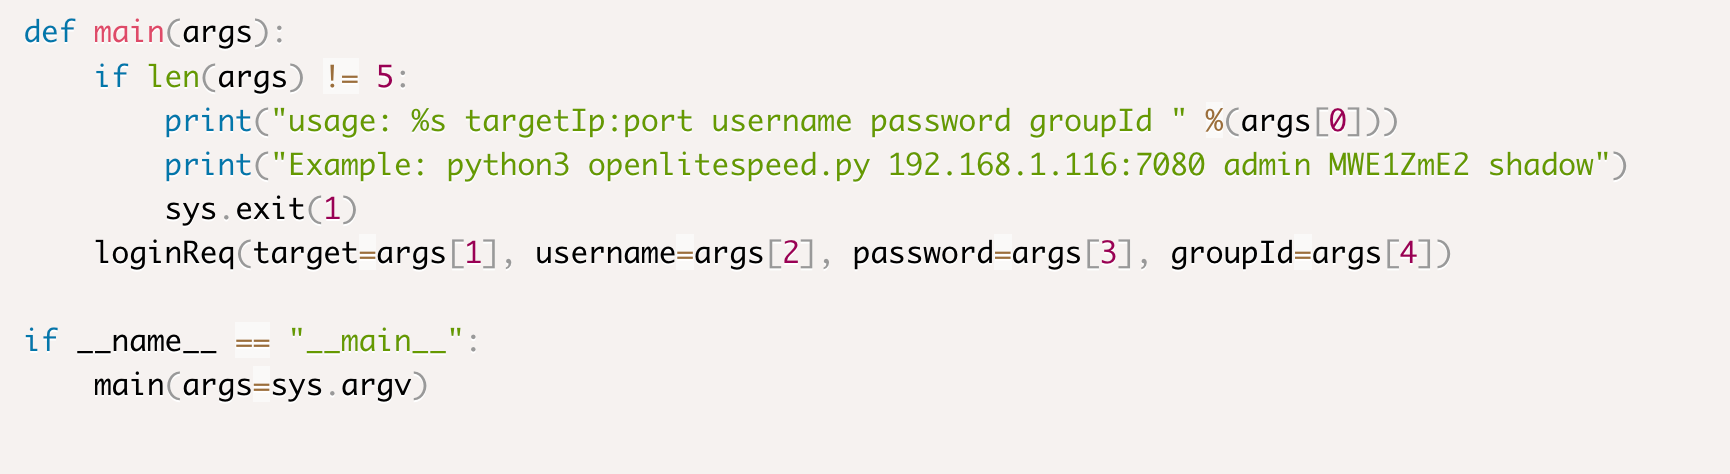 def main(args):
    if len(args) != 5:
        print("usage: %s targetIp:port username password groupId " %(args[0]))
        print("Example: python3 openlitespeed.py 192.168.1.116:7080 admin MWE1ZmE2 shadow")
        sys.exit(1)
    loginReq(target=args[1], username=args[2], password=args[3], groupId=args[4])
if __name__ == "__main__":
    main(args=sys.argv)